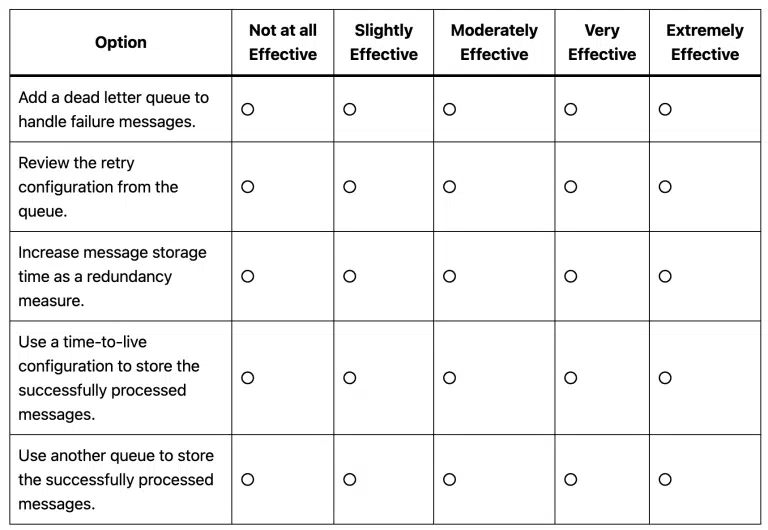 Option
Not at all
Effective
Slightly
Effective
Moderately
Effective
Very
Effective
Extremely
Effective
Add a dead letter queue to
handle failure messages.
Review the retry
configuration from the
queue.
Increase message storage
time as a redundancy
measure.
Use a time-to-live
configuration to store the
successfully processed
messages.
Use another queue to store
the successfully processed
messages.